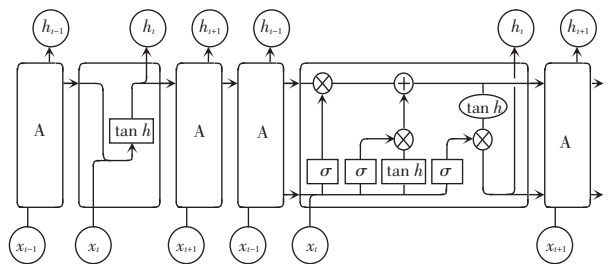 h_{t-1} h_t h_{t+1} h_{t-1} h_t h_{t+1}
tan h
A tan h A A A
σ σ tan h σ
x_{t-1} x_t x_{t+1} x_{t-1} x_t x_{t+1}